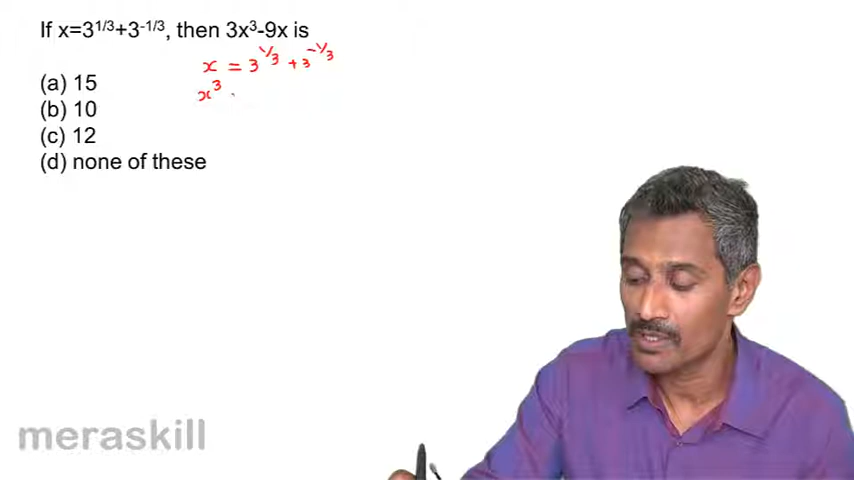 If x=3^1/3+3^-1/3, then 3x³-9x is
x = 3^1/3 + 3^-1/3
(a) 15
x³
(b) 10
(c) 12
(d) none of these
meraskill